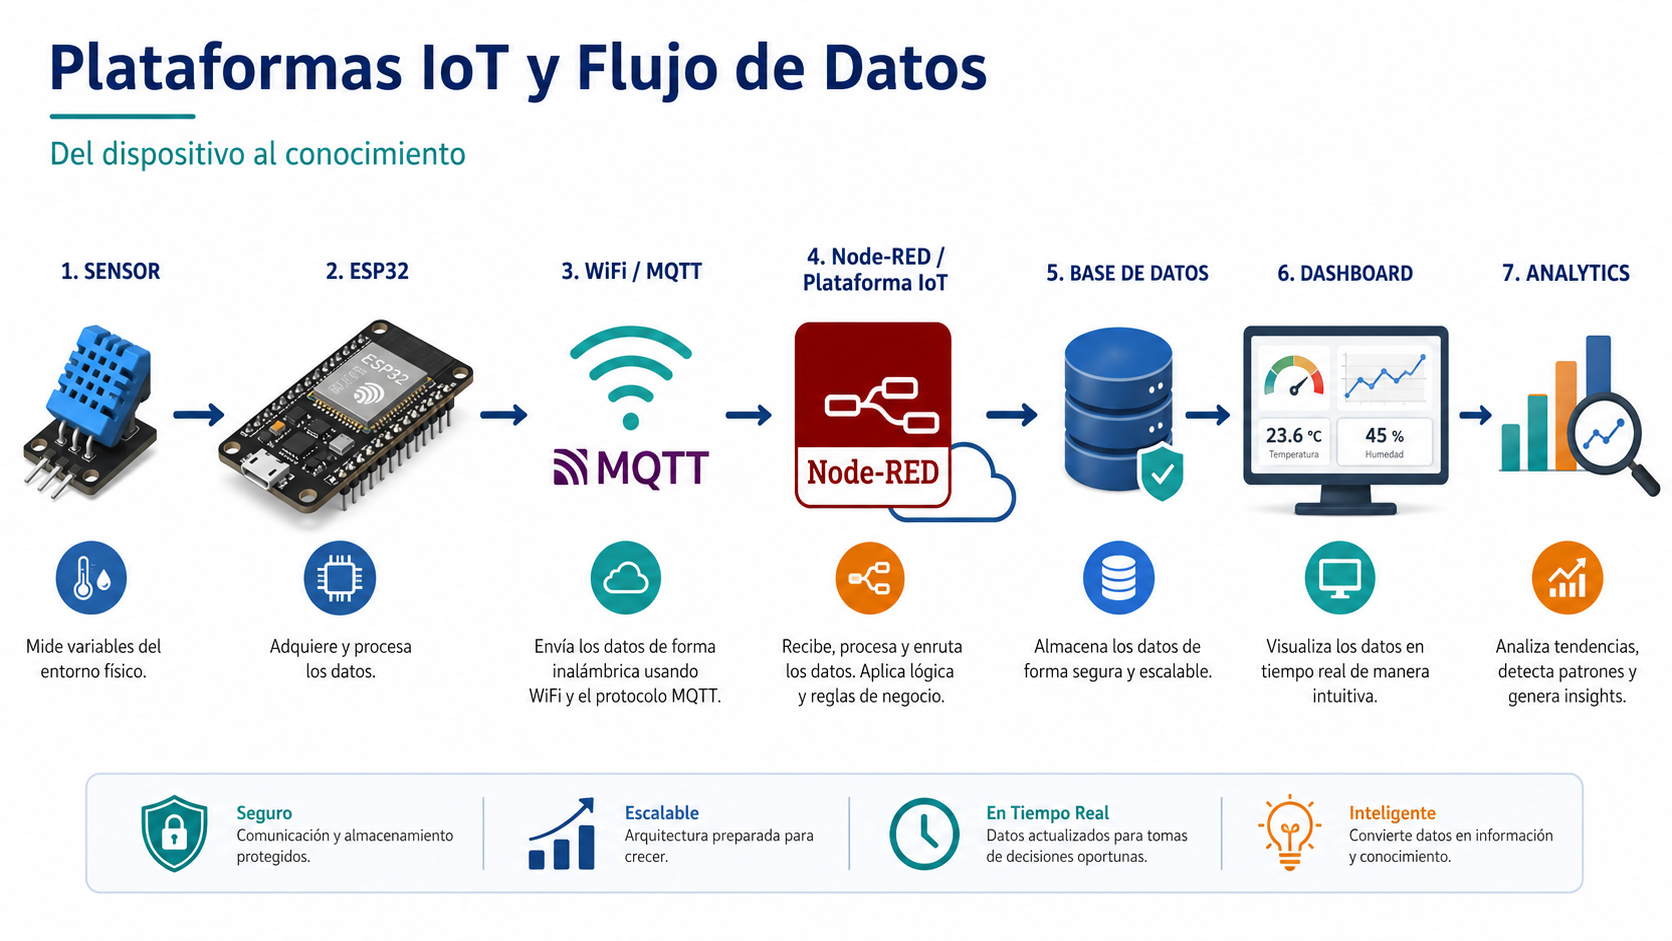 Plataformas IoT y Flujo de Datos
Del dispositivo al conocimiento
1. SENSOR
2. ESP32
ESP32
3. WiFi / MQTT
MQTT
4. Node-RED /
Plataforma IoT
Node-RED
5. BASE DE DATOS
6. DASHBOARD
23.6 °C
Temperatura
45 %
Humedad
7. ANALYTICS
Mide variables del
entorno físico.
Adquiere y procesa
los datos.
Envía los datos de forma
inalámbrica usando
WiFi y el protocolo MQTT.
Recibe, procesa y enruta
los datos. Aplica lógica
y reglas de negocio.
Almacena los datos de
forma segura y escalable.
Visualiza los datos en
tiempo real de manera
intuitiva.
Analiza tendencias,
detecta patrones y
genera insights.
Seguro
Comunicación y almacenamiento
protegidos.
Escalable
Arquitectura preparada para
crecer.
En Tiempo Real
Datos actualizados para tomas
de decisiones oportunas.
Inteligente
Convierte datos en información
y conocimiento.